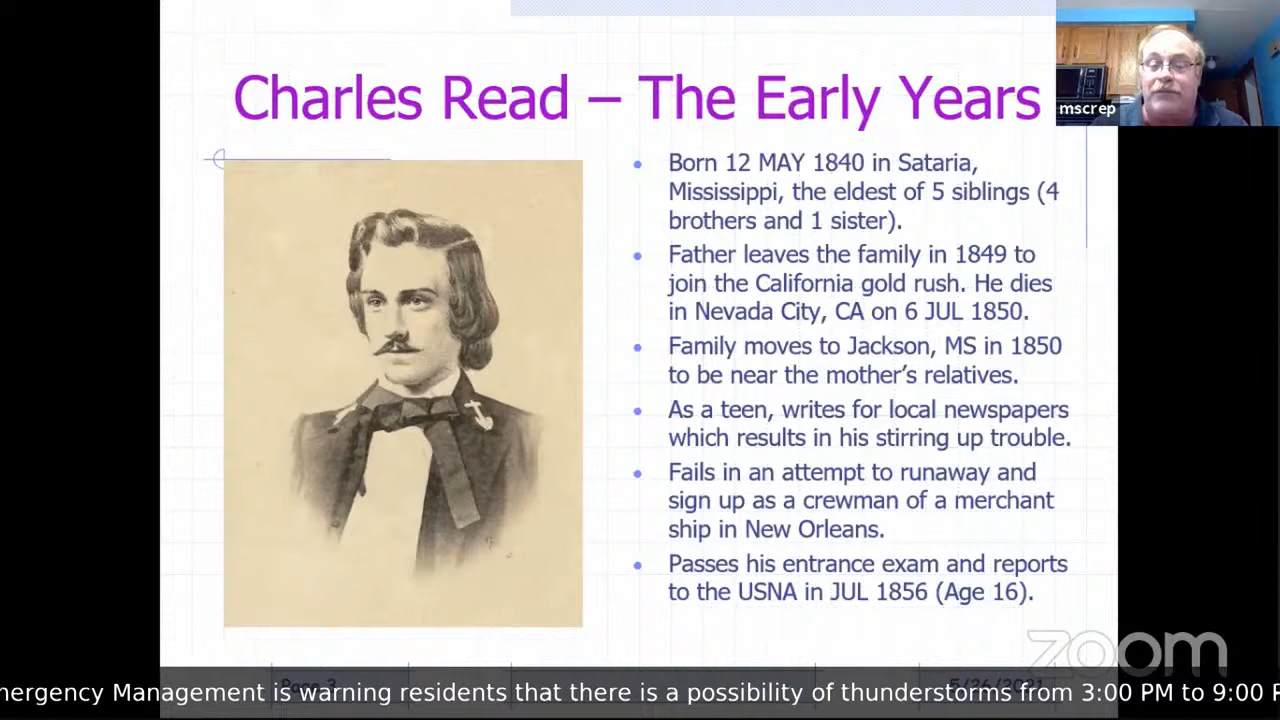 Charles Read – The Early Years
mscrep
Born 12 MAY 1840 in Sataria,
Mississippi, the eldest of 5 siblings (4
brothers and 1 sister).
Father leaves the family in 1849 to
join the California gold rush. He dies
in Nevada City, CA on 6 JUL 1850.
Family moves to Jackson, MS in 1850
to be near the mother's relatives.
As a teen, writes for local newspapers
which results in his stirring up trouble.
Fails in an attempt to runaway and
sign up as a crewman of a merchant
ship in New Orleans.
Passes his entrance exam and reports
to the USNA in JUL 1856 (Age 16).
zoom
Page 3
5/26/2021
mergency Management is warning residents that there is a possibility of thunderstorms from 3:00 PM to 9:00 P